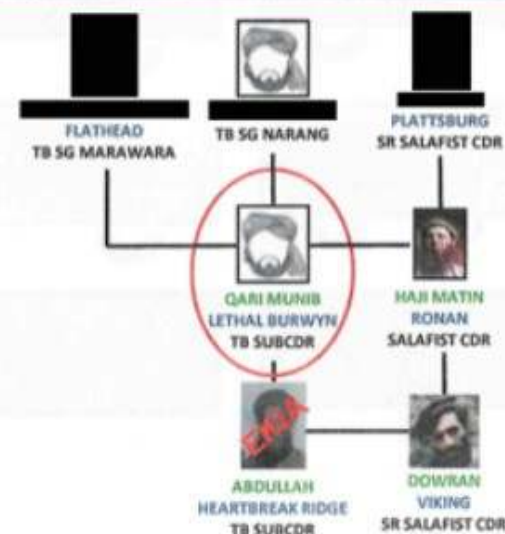 FLATHEAD
TB SG MARAWARA
TB SG NARANG
PLATTSBURG
SR SALAFIST CDR
QARI MUNIB
LETHAL BURWYN
TB SUBCDR
HAJI MATIN
RONAN
SALAFIST CDR
EKIA
ABDULLAH
HEARTBREAK RIDGE
TB SUBCDR
DOWRAN
VIKING
SR SALAFIST CDR